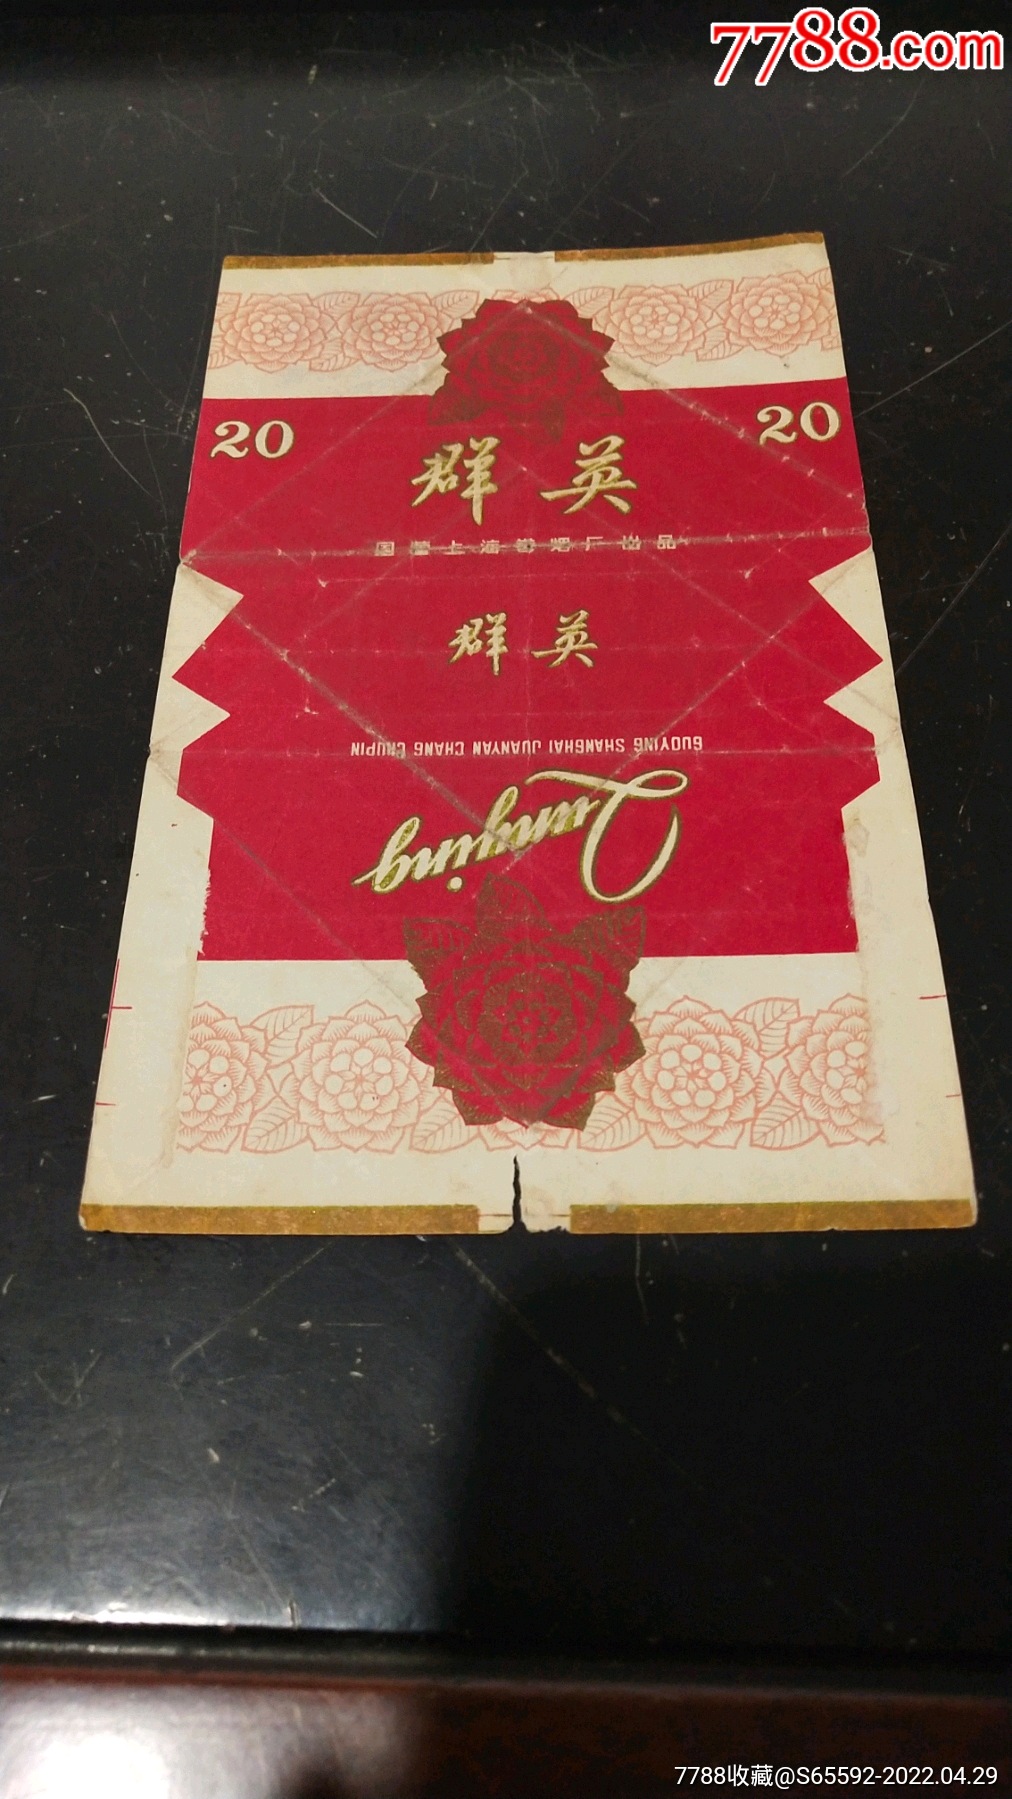 7788.com
20 20
群英
国营上海卷烟厂出品
群英
GUOYING SHANGHAI JUANYAN CHANG CHUPIN
Qunying
7788收藏@S65592-2022.04.29